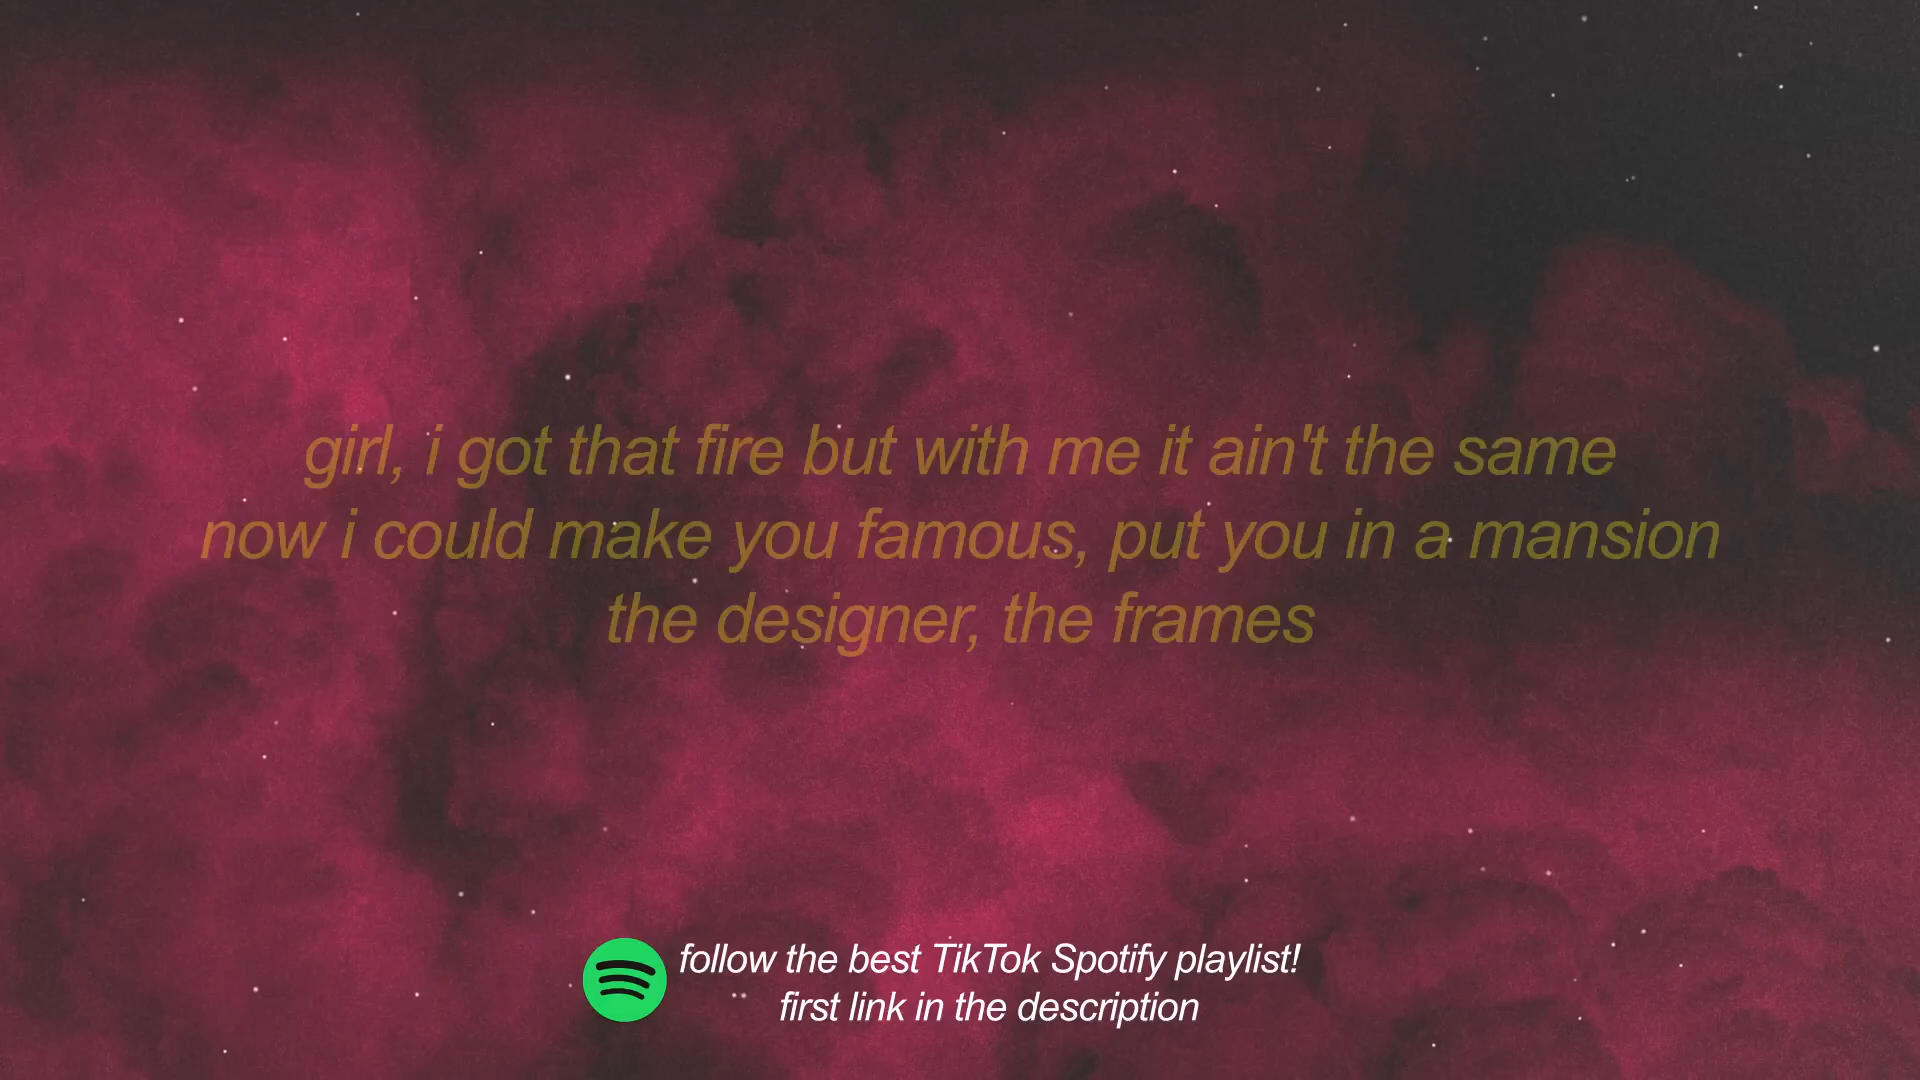 girl, i got that fire but with me it ain't the same
now i could make you famous, put you in a mansion
the designer, the frames
follow the best TikTok Spotify playlist!
first link in the description